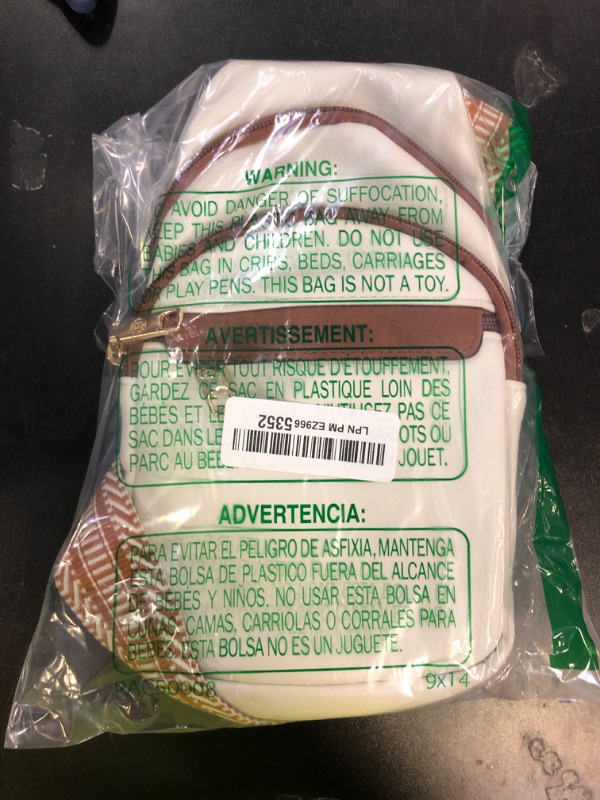 WARNING:
AVOID DANGER OF SUFFOCATION,
KEEP THIS PLASTIC BAG AWAY FROM
BABIES AND CHILDREN. DO NOT USE
THIS BAG IN CRIBS, BEDS, CARRIAGES
OR PLAY PENS. THIS BAG IS NOT A TOY.
AVERTISSEMENT:
POUR ÉVITER TOUT RISQUE D'ÉTOUFFEMENT,
GARDEZ CE SAC EN PLASTIQUE LOIN DES
BÉBÉS ET N'UTILISEZ PAS CE
SAC DANS LE OTS OU
PARC AU BÉBÉ JOUET.
LPN PM EZ966 5352
ADVERTENCIA:
PARA EVITAR EL PELIGRO DE ASFIXIA, MANTENGA
ESTA BOLSA DE PLASTICO FUERA DEL ALCANCE
DE BEBÉS Y NIÑOS. NO USAR ESTA BOLSA EN
CUNAS, CAMAS, CARRIOLAS O CORRALES PARA
BEBES. ESTA BOLSA NO ES UN JUGUETE.
BAC50008 9x14